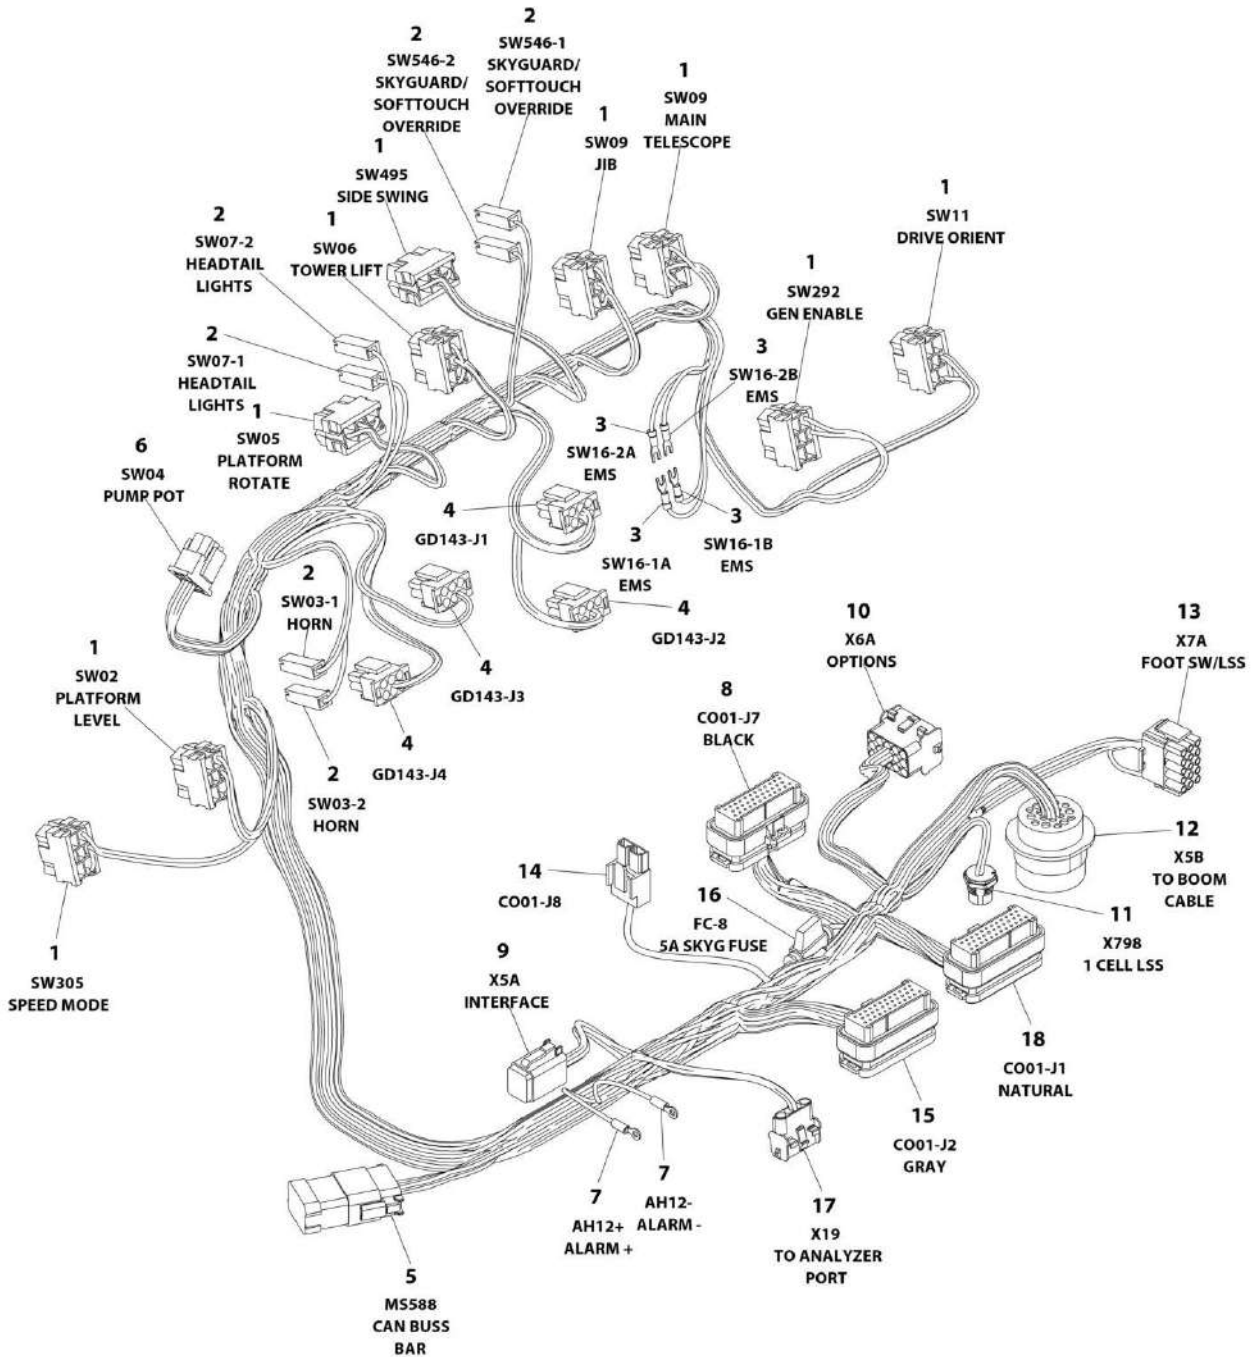 2
SW546-1
SKYGUARD/
SOFTTOUCH
OVERRIDE
2
SW546-2
SKYGUARD/
SOFTTOUCH
OVERRIDE
1
SW09
MAIN
TELESCOPE
1
SW09
JIB
1
SW495
SIDE SWING
1
SW11
DRIVE ORIENT
2
SW07-2
HEADTAIL
LIGHTS
1
SW06
TOWER LIFT
1
SW292
GEN ENABLE
2
SW07-1
HEADTAIL
LIGHTS
3
SW16-2B
EMS
1
SW05
PLATFORM
ROTATE
3
SW16-2A
EMS
6
SW04
PUMP POT
4
GD143-J1
3
SW16-1A
EMS
3
SW16-1B
EMS
2
SW03-1
HORN
4
GD143-J2
10
X6A
OPTIONS
13
X7A
FOOT SW/LSS
1
SW02
PLATFORM
LEVEL
4
GD143-J3
8
CO01-J7
BLACK
4
GD143-J4
2
SW03-2
HORN
12
X5B
TO BOOM
CABLE
14
CO01-J8
16
FC-8
5A SKYG FUSE
11
X798
1 CELL LSS
1
SW305
SPEED MODE
9
X5A
INTERFACE
18
CO01-J1
NATURAL
15
CO01-J2
GRAY
7
AH12+
ALARM +
7
AH12-
ALARM -
17
X19
TO ANALYZER
PORT
5
MS588
CAN BUSS
BAR